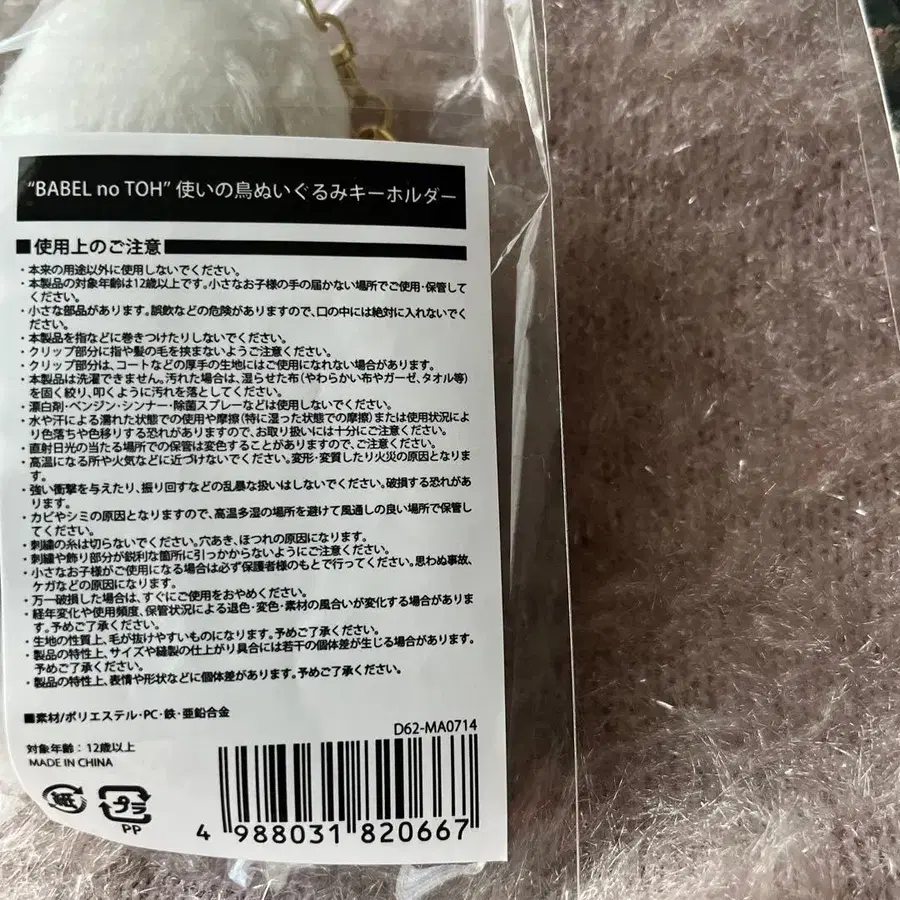 “BABEL no TOH” 使いの鳥ぬいぐるみキーホルダー
■使用上のご注意
・本来の用途以外に使用しないでください。
・本製品の対象年齢は12歳以上です。小さなお子様の手の届かない場所でご使用・保管して
ください。
・小さな部品があります。誤飲などの危険がありますので、口の中には絶対に入れないでく
ださい。
・本製品を指などに巻きつけたりしないでください。
・クリップ部分に指や髪の毛を挟まないようご注意ください。
・クリップ部分は、コートなどの厚手の生地にはご使用になれない場合があります。
・本製品は洗濯できません。汚れた場合は、湿らせた布(やわらかい布やガーゼ、タオル等)
を固く絞り、叩くように汚れを落としてください。
・漂白剤・ベンジン・シンナー・除菌スプレーなどは使用しないでください。
・水や汗による濡れた状態での使用や摩擦(特に湿った状態での摩擦)または使用状況によ
り色落ちや色移りする恐れがありますので、お取り扱いには十分にご注意ください。
・直射日光の当たる場所での保管は変色することがありますので、ご注意ください。
・高温になる所や火気などに近づけないでください。変形・変質したり火災の原因となりま
す。
・強い衝撃を与えたり、振り回すなどの乱暴な扱いはしないでください。破損する恐れがあ
ります。
・カビやシミの原因となりますので、高温多湿の場所を避けて風通しの良い場所で保管し
てください。
・刺繍の糸は切らないでください。穴あき、ほつれの原因になります。
・刺繍や飾り部分が鋭利な箇所に引っかからないようにご注意ください。
・小さなお子様がご使用になる場合は必ず保護者様のもとで行ってください。思わぬ事故、
ケガなどの原因になります。
・万一破損した場合は、すぐにご使用をおやめください。
・経年変化や使用頻度、保管状況による退色・変色・素材の風合いが変化する場合がありま
す。予めご了承ください。
・生地の性質上、毛が抜けやすいものになります。予めご了承ください。
・製品の特性上、サイズや縫製の仕上がり具合には若干の個体差が生じる場合があります。
予めご了承ください。
・製品の特性上、表情や形状などに個体差があります。予めご了承ください。
■素材/ポリエステル・PC・鉄・亜鉛合金
D62-MA0714
対象年齢：12歳以上
MADE IN CHINA
紙
プラ
PP
4 988031 820667